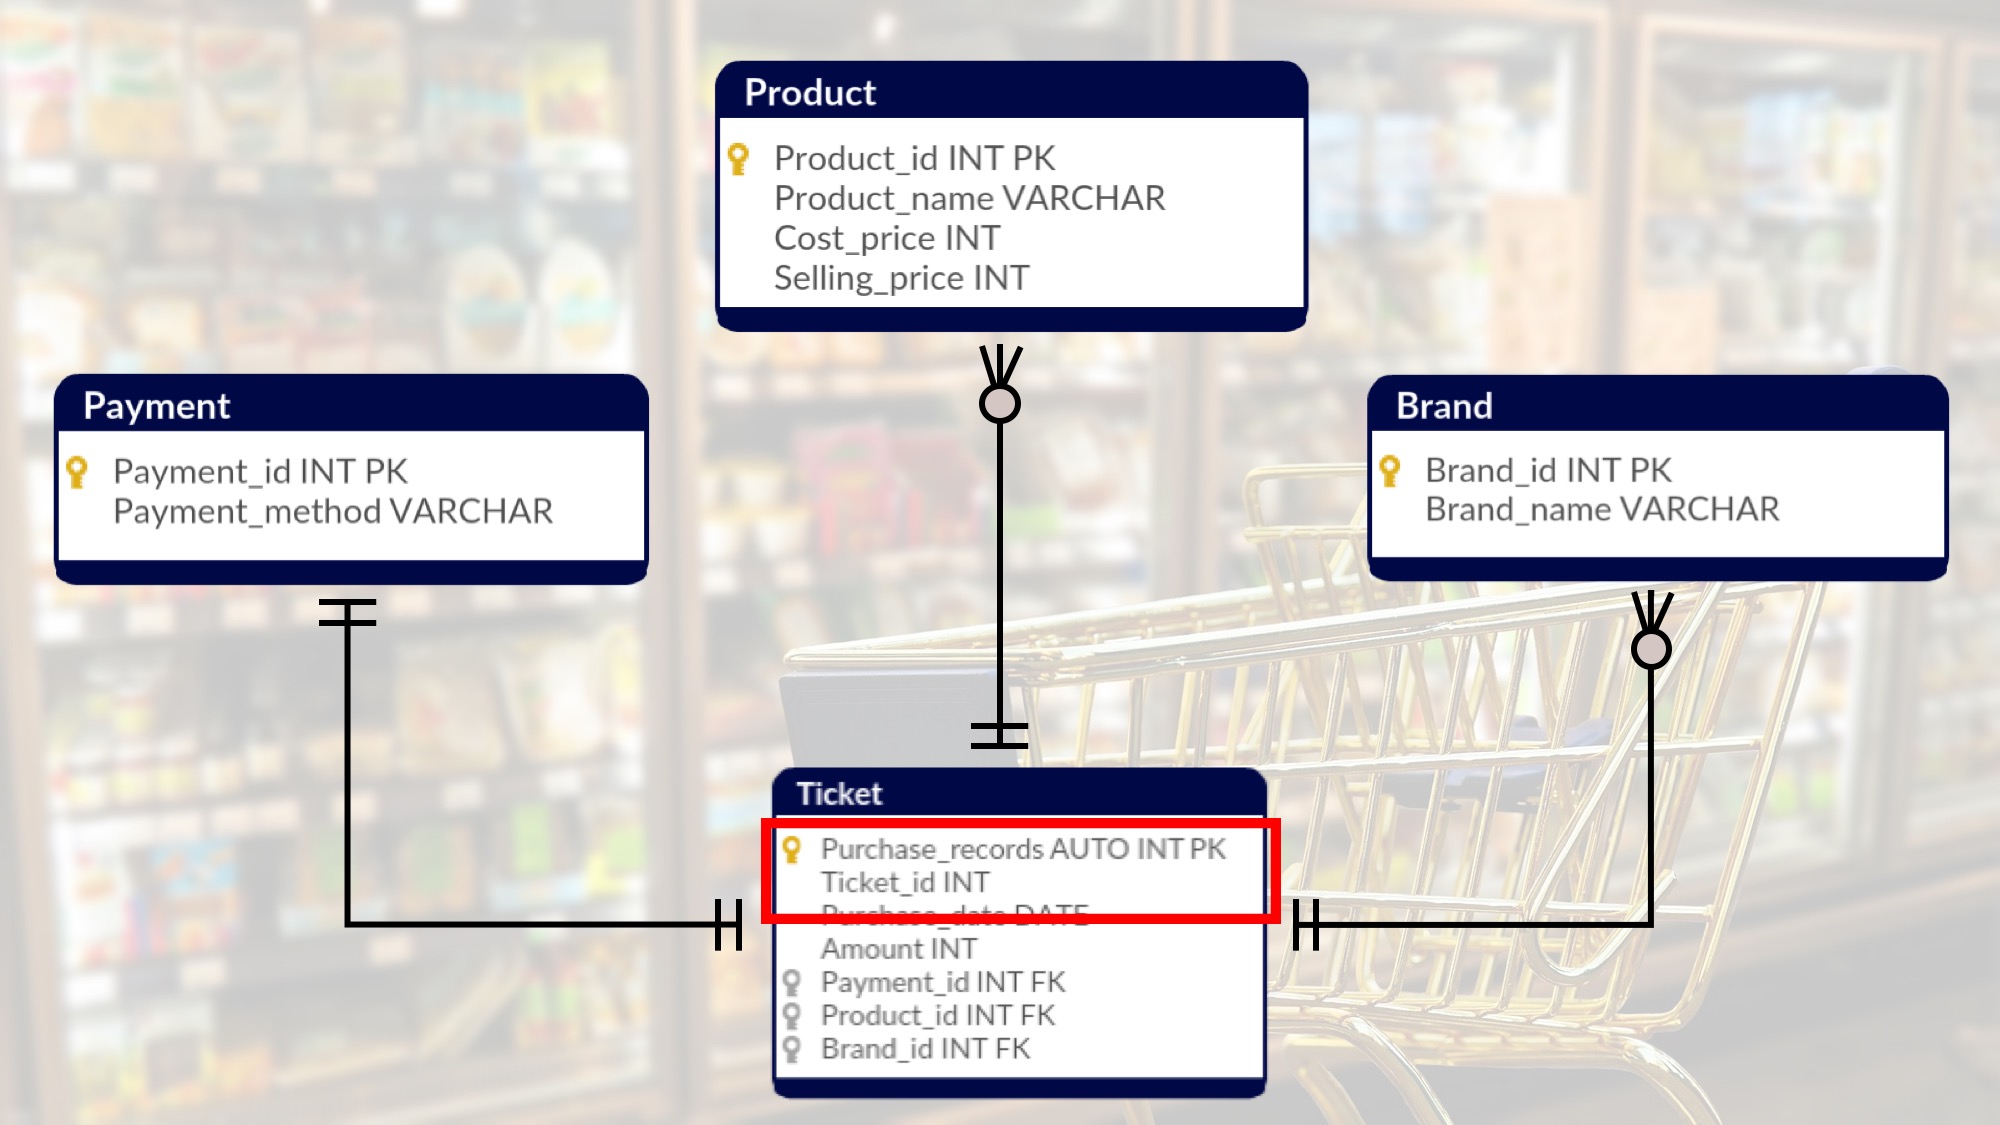 Product
Product_id INT PK
Product_name VARCHAR
Cost_price INT
Selling_price INT
Payment
Payment_id INT PK
Payment_method VARCHAR
Brand
Brand_id INT PK
Brand_name VARCHAR
Ticket
Purchase_records AUTO INT PK
Ticket_id INT
Purchase_date DATE
Amount INT
Payment_id INT FK
Product_id INT FK
Brand_id INT FK